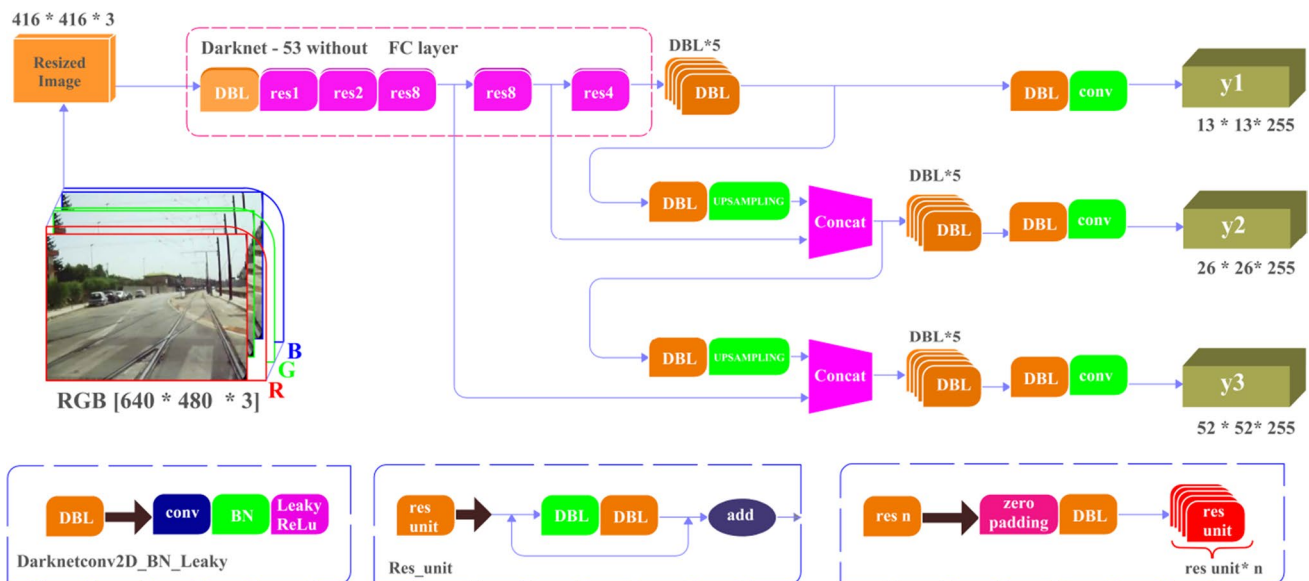 416 * 416 * 3
Resized
Image
Darknet - 53 without FC layer
DBL
res1
res2
res8
res8
res4
DBL*5
DBL
DBL
conv
y1
13 * 13* 255
DBL
UPSAMPLING
Concat
DBL*5
DBL
DBL
conv
y2
26 * 26* 255
DBL
UPSAMPLING
Concat
DBL*5
DBL
DBL
conv
y3
52 * 52* 255
B
G
R
RGB [640 * 480 * 3]
DBL
conv
BN
Leaky
ReLu
Darknetconv2D_BN_Leaky
res
unit
DBL
DBL
add
Res_unit
res n
zero
padding
DBL
res
unit
res unit* n